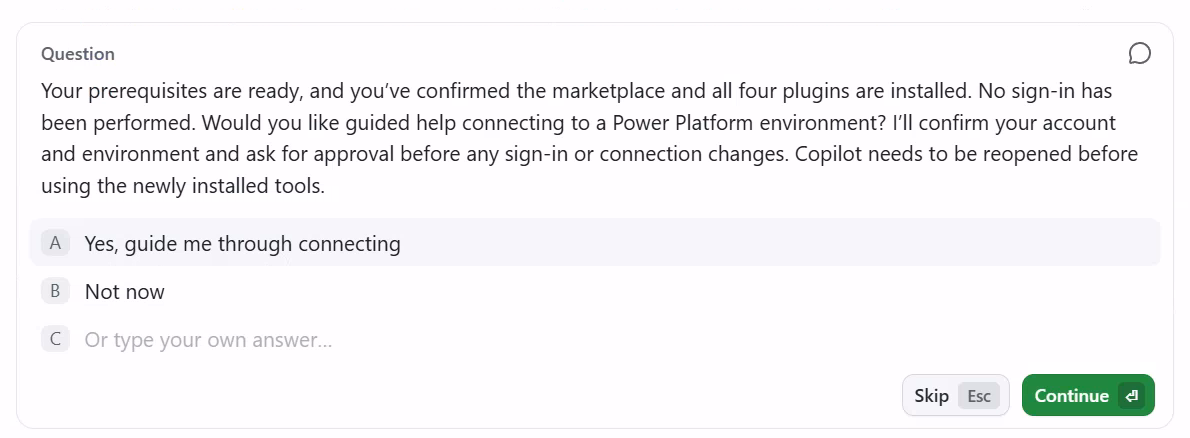 Question
Your prerequisites are ready, and you’ve confirmed the marketplace and all four plugins are installed. No sign-in has
been performed. Would you like guided help connecting to a Power Platform environment? I’ll confirm your account
and environment and ask for approval before any sign-in or connection changes. Copilot needs to be reopened before
using the newly installed tools.
A Yes, guide me through connecting
B Not now
C Or type your own answer...
Skip Esc Continue